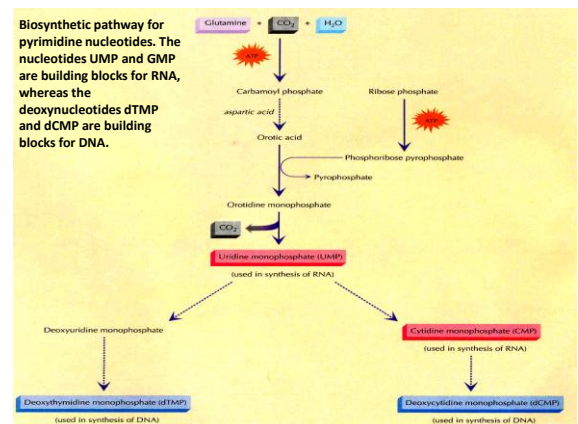 Biosynthetic pathway for
pyrimidine nucleotides. The
nucleotides UMP and GMP
are building blocks for RNA,
whereas the
deoxynucleotides dTMP
and dCMP are building
blocks for DNA.
Glutamine + CO₂ + H₂O
ATP
Carbamoyl phosphate
Ribose phosphate
aspartic acid
ATP
Orotic acid
Phosphoribose pyrophosphate
Pyrophosphate
Orotidine monophosphate
CO₂
Uridine monophosphate (UMP)
(used in synthesis of RNA)
Deoxyuridine monophosphate
Cytidine monophosphate (CMP)
(used in synthesis of RNA)
Deoxythymidine monophosphate (dTMP)
Deoxycytidine monophosphate (dCMP)
(used in synthesis of DNA)
(used in synthesis of DNA)